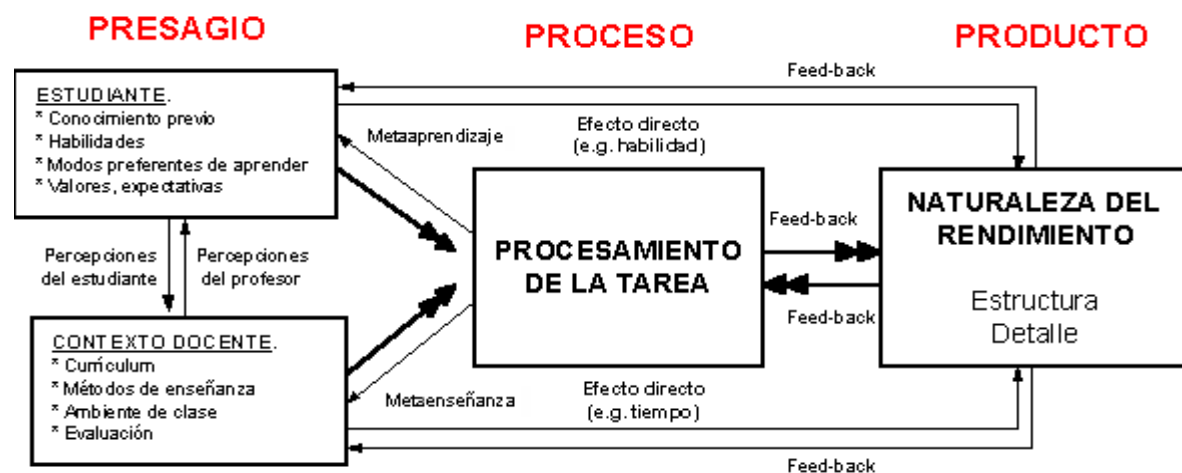 PRESAGIO
PROCESO
PRODUCTO
Feed-back
ESTUDIANTE.
* Conocimiento previo
* Habilidades
* Modos preferentes de aprender
* Valores, expectativas
Metaaprendizaje
Efecto directo
(e.g. habilidad)
Percepciones
del estudiante
Percepciones
del profesor
PROCESAMIENTO
DE LA TAREA
Feed-back
Feed-back
NATURALEZA DEL
RENDIMIENTO
Estructura
Detalle
CONTEXTO DOCENTE.
* Currículum
* Métodos de enseñanza
* Ambiente de clase
* Evaluación
Metaenseñanza
Efecto directo
(e.g. tiempo)
Feed-back